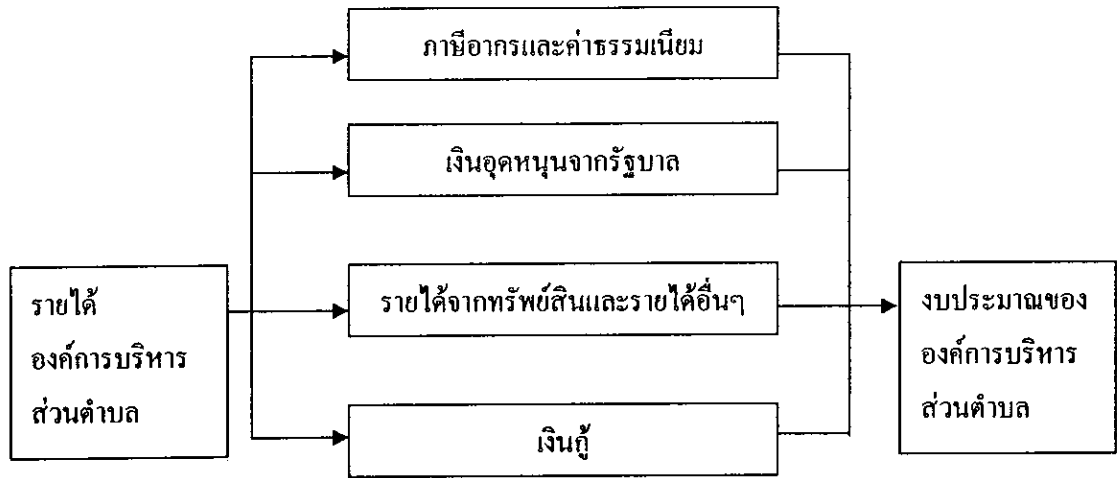 ภาษีอากรและค่าธรรมเนียม
เงินอุดหนุนจากรัฐบาล
รายได้
องค์การบริหาร
ส่วนตำบล
รายได้จากทรัพย์สินและรายได้อื่นๆ
เงินกู้
งบประมาณของ
องค์การบริหาร
ส่วนตำบล